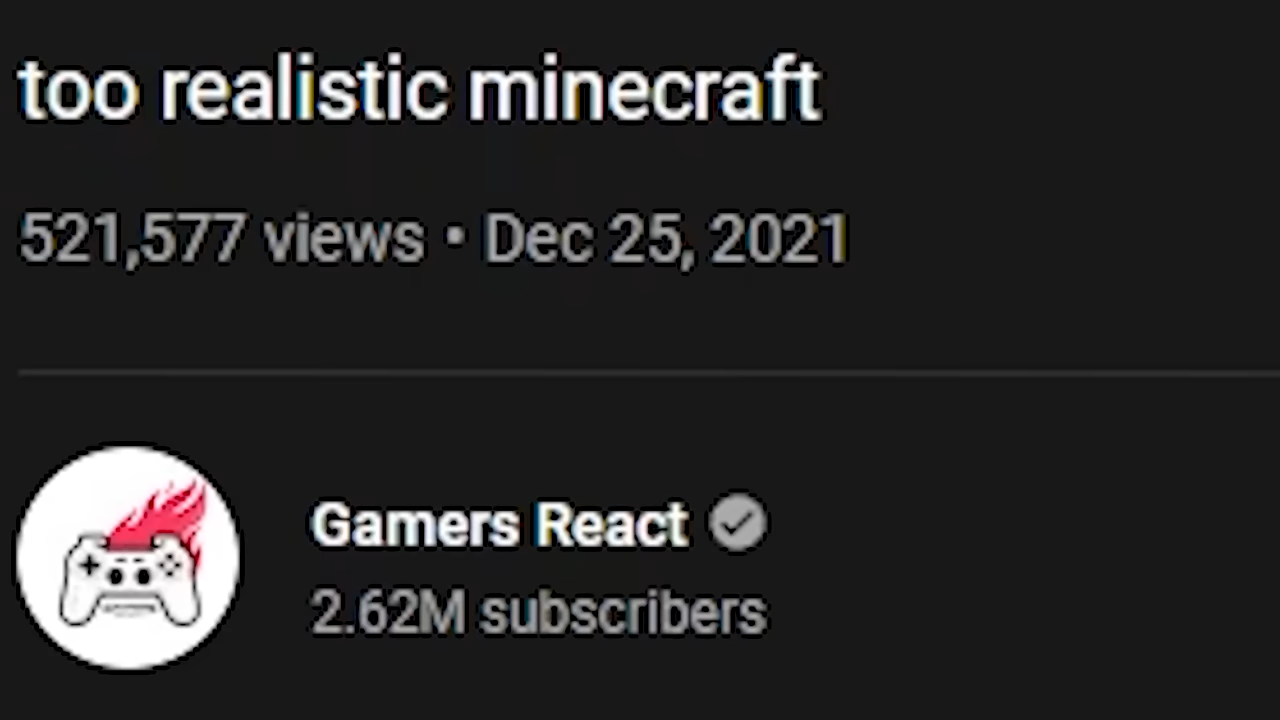 too realistic minecraft
521,577 views • Dec 25, 2021
Gamers React
2.62M subscribers